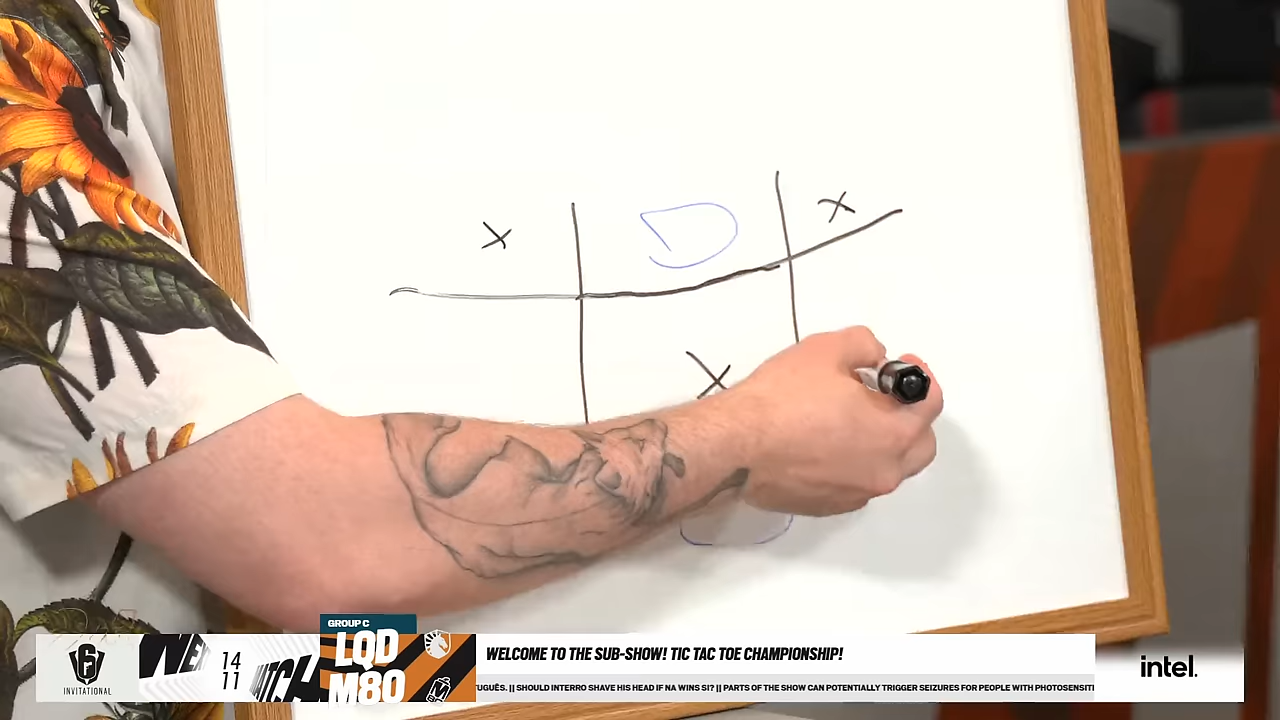 X D X
X
GROUP C
LQD
M80
INVITATIONAL
14
11
WELCOME TO THE SUB-SHOW! TIC TAC TOE CHAMPIONSHIP!
TUGUÊS. || SHOULD INTERRO SHAVE HIS HEAD IF NA WINS SI? || PARTS OF THE SHOW CAN POTENTIALLY TRIGGER SEIZURES FOR PEOPLE WITH PHOTOSENSITI
intel.